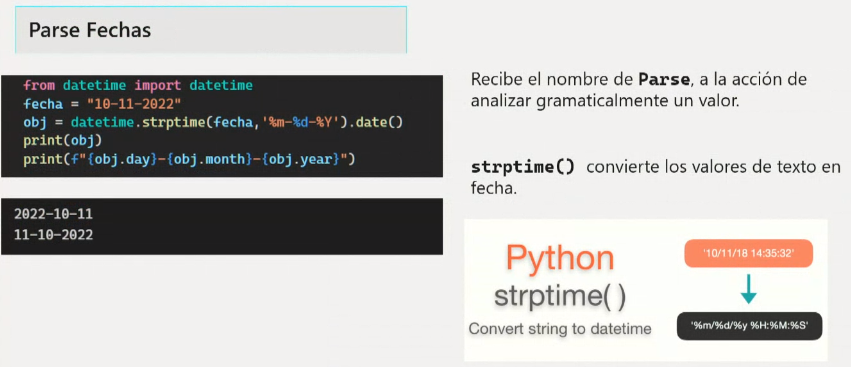 Parse Fechas
from datetime import datetime
fecha = "10-11-2022"
obj = datetime.strptime(fecha,'%m-%d-%Y').date()
print(obj)
print(f"{obj.day}-{obj.month}-{obj.year}")
2022-10-11
11-10-2022
Recibe el nombre de Parse, a la acción de
analizar gramaticalmente un valor.
strptime() convierte los valores de texto en
fecha.
Python
strptime( )
Convert string to datetime
'10/11/18 14:35:32'
'%m/%d/%y %H:%M:%S'